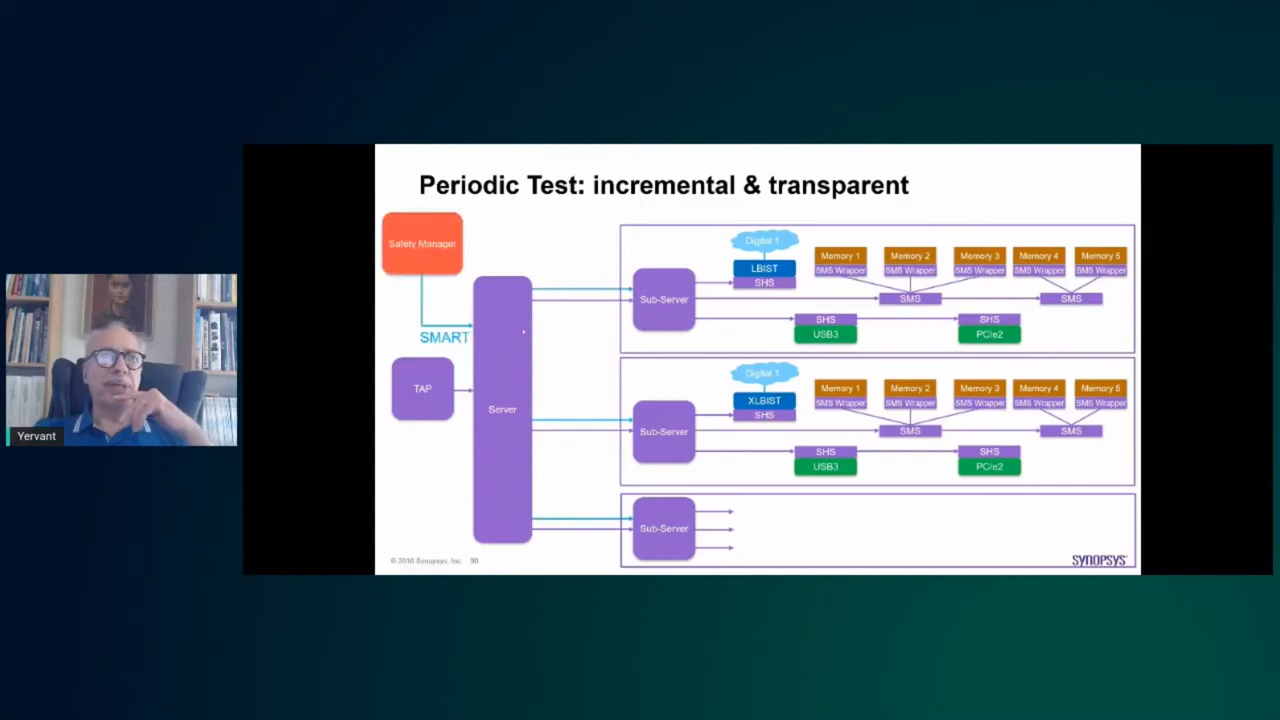 Periodic Test: incremental & transparent
Safety Manager
SMART
TAP
Server
Sub-Server
Digital 1
LBIST
SHS
Memory 1
SMS Wrapper
Memory 2
SMS Wrapper
Memory 3
SMS Wrapper
Memory 4
SMS Wrapper
Memory 5
SMS Wrapper
SMS
SMS
SHS
USB3
SHS
PCIe2
Sub-Server
Digital 1
XLBIST
SHS
Memory 1
SMS Wrapper
Memory 2
SMS Wrapper
Memory 3
SMS Wrapper
Memory 4
SMS Wrapper
Memory 5
SMS Wrapper
SMS
SMS
SHS
USB3
SHS
PCIe2
Sub-Server
Yervant
© 2016 Synopsys, Inc. 90
SYNOPSYS